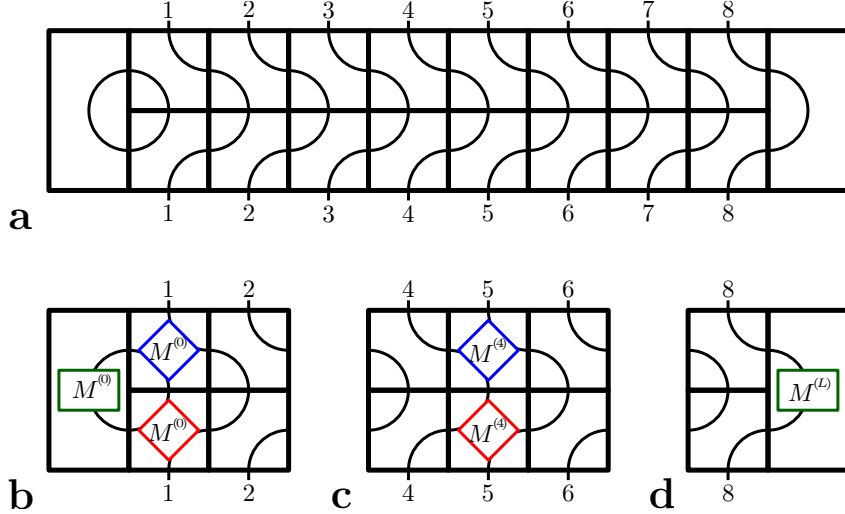 1 2 3 4 5 6 7 8
1 2 3 4 5 6 7 8
a
1 2 4 5 6 8
M^(0) M^(4)
M^(0) M^(L)
M^(0) M^(4)
b 1 2 c 4 5 6 d 8